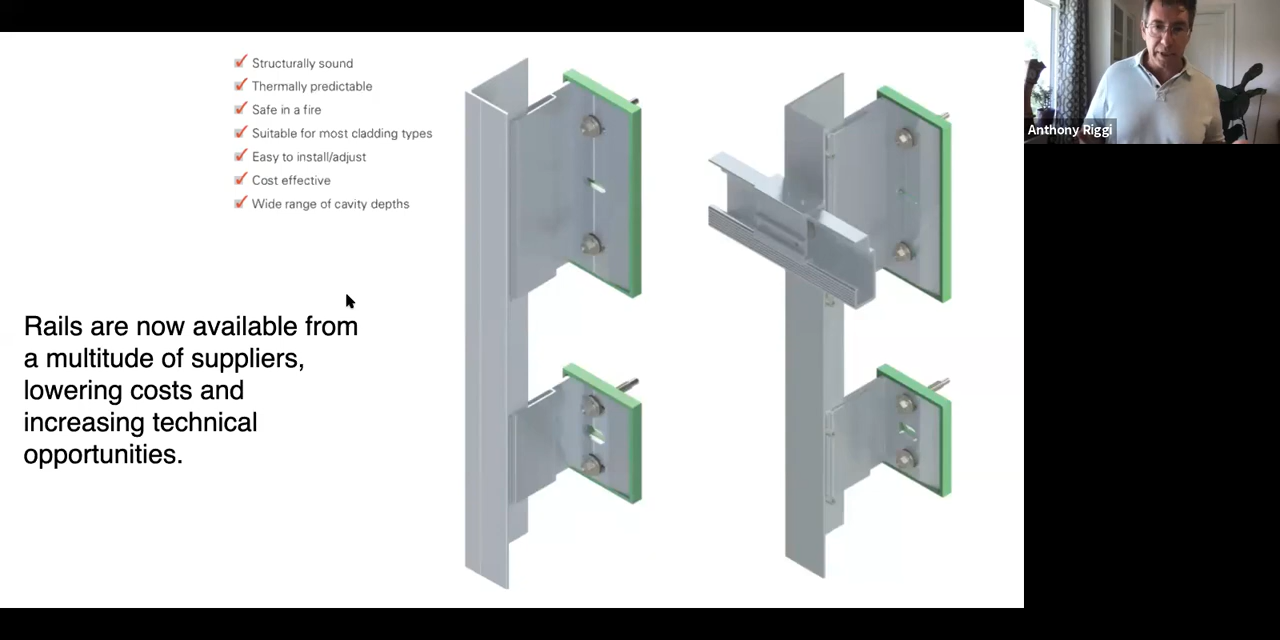 Structurally sound
Thermally predictable
Safe in a fire
Suitable for most cladding types
Easy to install/adjust
Cost effective
Wide range of cavity depths
Rails are now available from
a multitude of suppliers,
lowering costs and
increasing technical
opportunities.
Anthony Riggi